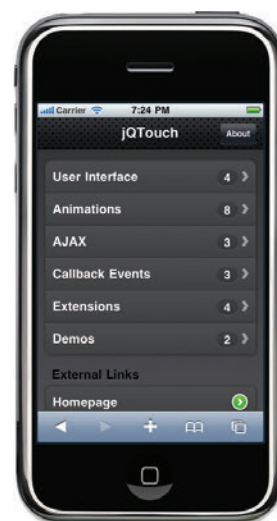 Carrier 7:24 PM
jQTouch About
User Interface 4
Animations 8
AJAX 3
Callback Events 3
Extensions 4
Demos 2
External Links
Homepage